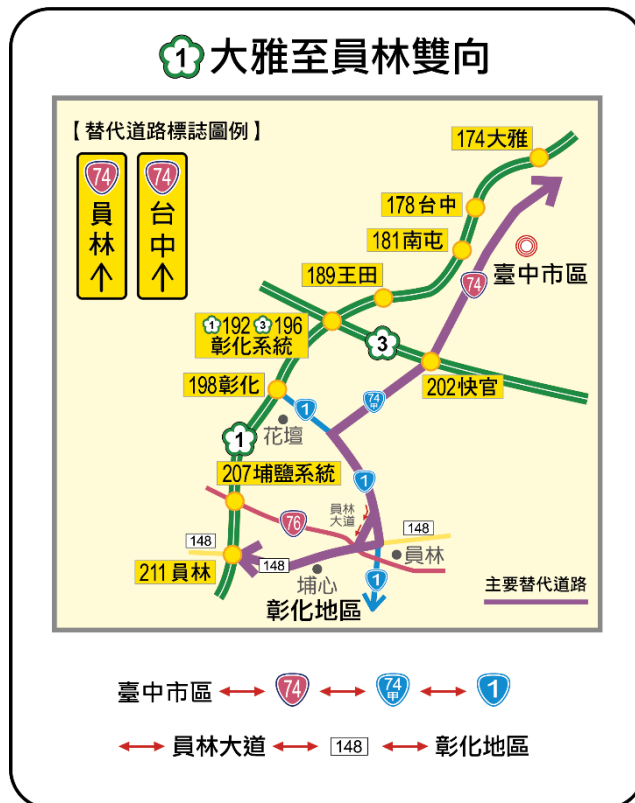 1 大雅至員林雙向
【替代道路標誌圖例】
74 員林 ↑
74 台中 ↑
174大雅
178台中
181南屯
74
臺中市區
189王田
1 192 3 196
彰化系統
3
198彰化
202快官
1
74甲
花壇
1
207埔鹽系統
1
76
員林
大道
148
148
148
員林
211員林
埔心
1
彰化地區
主要替代道路
臺中市區 ↔ 74 ↔ 74甲 ↔ 1
↔ 員林大道 ↔ 148 ↔ 彰化地區